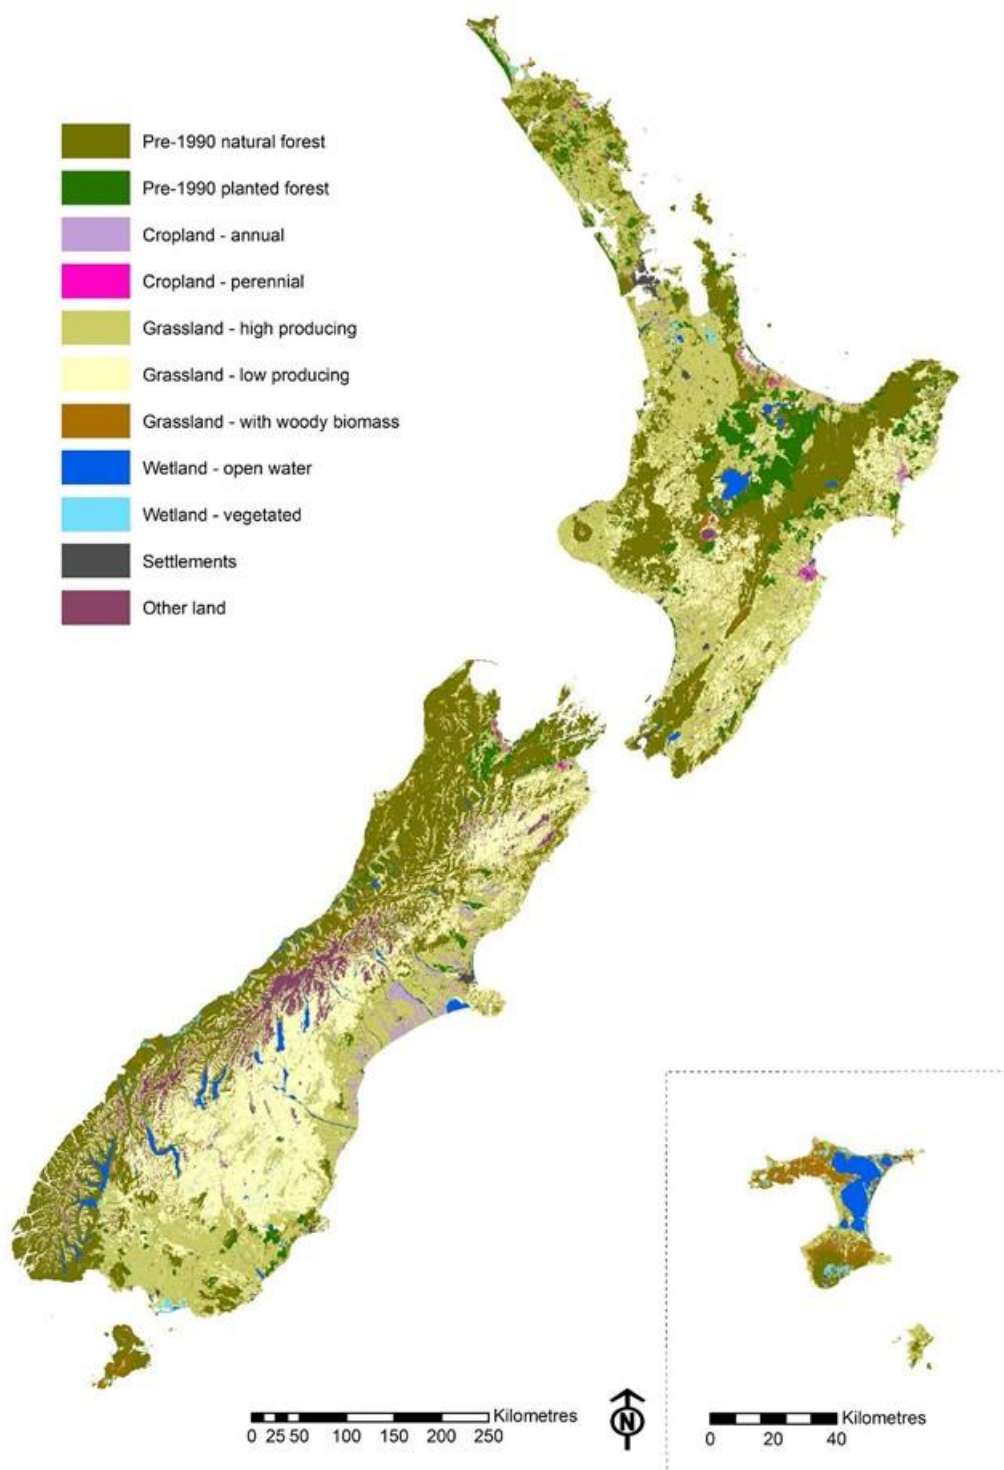 Pre-1990 natural forest
Pre-1990 planted forest
Cropland - annual
Cropland - perennial
Grassland - high producing
Grassland - low producing
Grassland - with woody biomass
Wetland - open water
Wetland - vegetated
Settlements
Other land
Kilometres
0 25 50 100 150 200 250
N
Kilometres
0 20 40